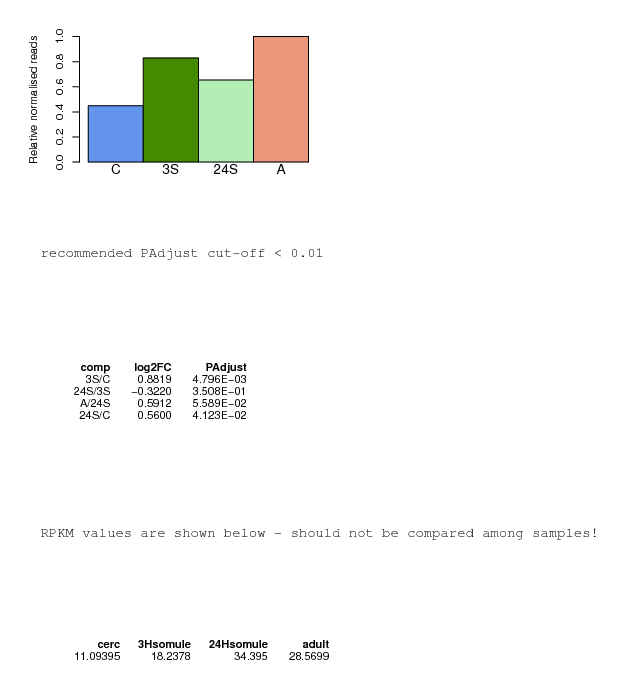 Relative normalised reads
1.0
0.8
0.6
0.4
0.2
0.0
C 3S 24S A
recommended PAdjust cut-off < 0.01
comp log2FC PAdjust
3S/C 0.8819 4.796E−03
24S/3S −0.3220 3.508E−01
A/24S 0.5912 5.589E−02
24S/C 0.5600 4.123E−02
RPKM values are shown below - should not be compared among samples!
cerc 3Hsomule 24Hsomule adult
11.09395 18.2378 34.395 28.5699